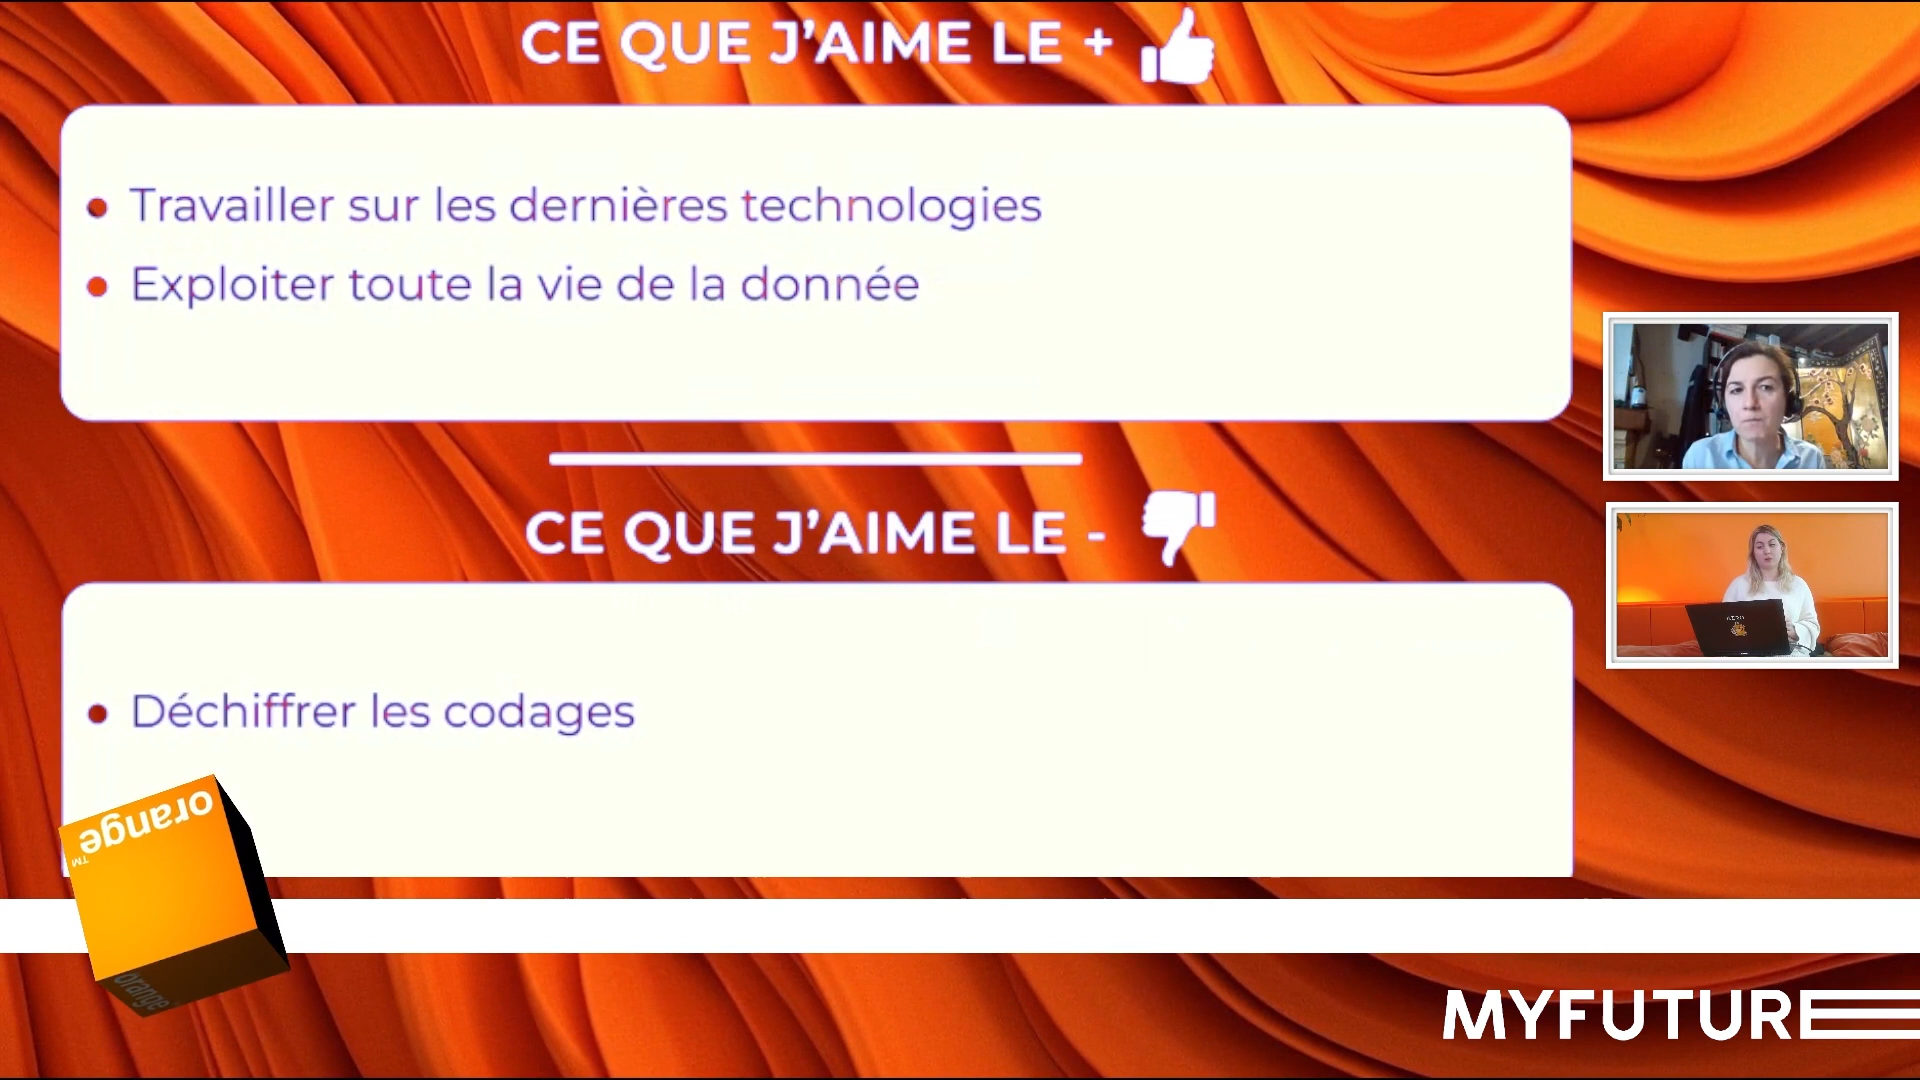 CE QUE J'AIME LE +
• Travailler sur les dernières technologies
• Exploiter toute la vie de la donnée
CE QUE J'AIME LE -
• Déchiffrer les codages
orange™
orange
MYFUTURE